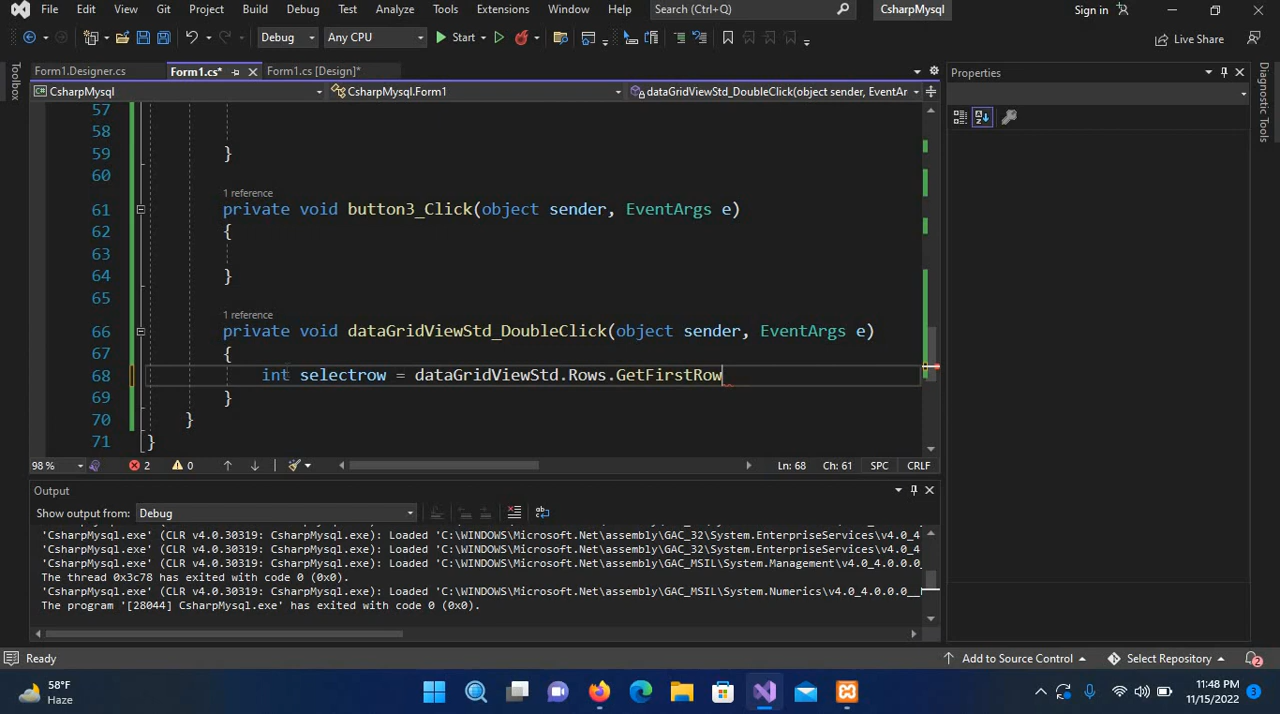 File Edit View Git Project Build Debug Test Analyze Tools Extensions Window Help Search (Ctrl+Q) CsharpMysql Sign in
Debug Any CPU Start Live Share
Toolbox
Form1.Designer.cs Form1.cs* Form1.cs [Design]*
CsharpMysql CsharpMysql.Form1 dataGridViewStd_DoubleClick(object sender, EventAr
Properties
Diagnostic Tools
57
58
59 }
60
1 reference
61 private void button3_Click(object sender, EventArgs e)
62 {
63
64 }
65
1 reference
66 private void dataGridViewStd_DoubleClick(object sender, EventArgs e)
67 {
68 int selectrow = dataGridViewStd.Rows.GetFirstRow
69 }
70 }
71 }
98 % 2 0 Ln: 68 Ch: 61 SPC CRLF
Output
Show output from: Debug
'CsharpMysql.exe' (CLR v4.0.30319: CsharpMysql.exe): Loaded 'C:\WINDOWS\Microsoft.Net\assembly\GAC_32\System.EnterpriseServices\v4.0_4
'CsharpMysql.exe' (CLR v4.0.30319: CsharpMysql.exe): Loaded 'C:\WINDOWS\Microsoft.Net\assembly\GAC_32\System.EnterpriseServices\v4.0_4
'CsharpMysql.exe' (CLR v4.0.30319: CsharpMysql.exe): Loaded 'C:\WINDOWS\Microsoft.Net\assembly\GAC_MSIL\System.Management\v4.0_4.0.0.0_
The thread 0x3c78 has exited with code 0 (0x0).
'CsharpMysql.exe' (CLR v4.0.30319: CsharpMysql.exe): Loaded 'C:\WINDOWS\Microsoft.Net\assembly\GAC_MSIL\System.Numerics\v4.0_4.0.0.0__
The program '[28044] CsharpMysql.exe' has exited with code 0 (0x0).
Ready Add to Source Control Select Repository 2
58°F
Haze
11:48 PM
11/15/2022 3